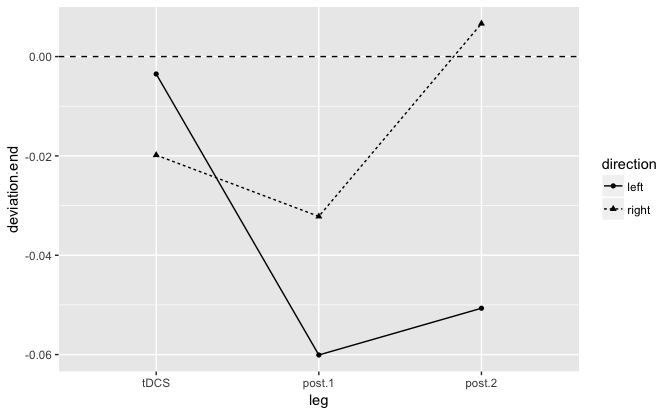 0.00
-0.02
-0.04
-0.06
deviation.end
tDCS
post.1
post.2
leg
direction
left
right